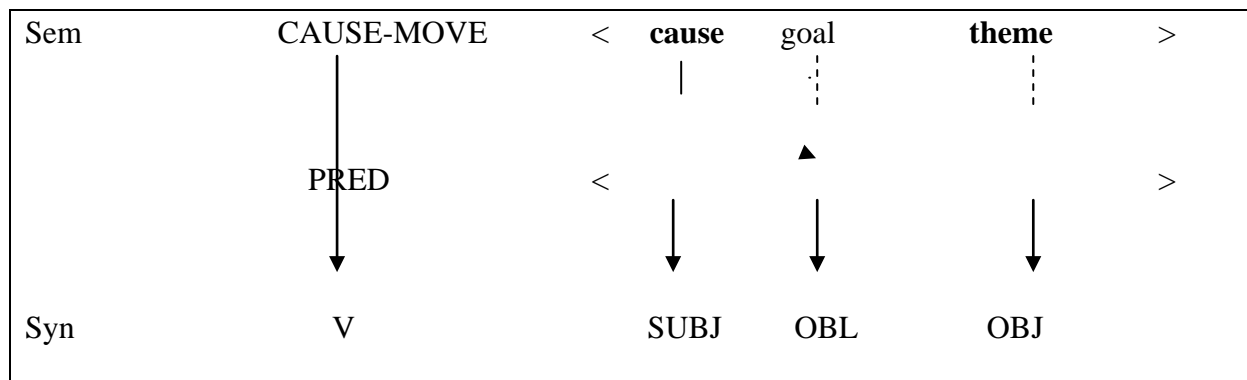 Sem CAUSE-MOVE < cause goal theme >
PRED < >
Syn V SUBJ OBL OBJ